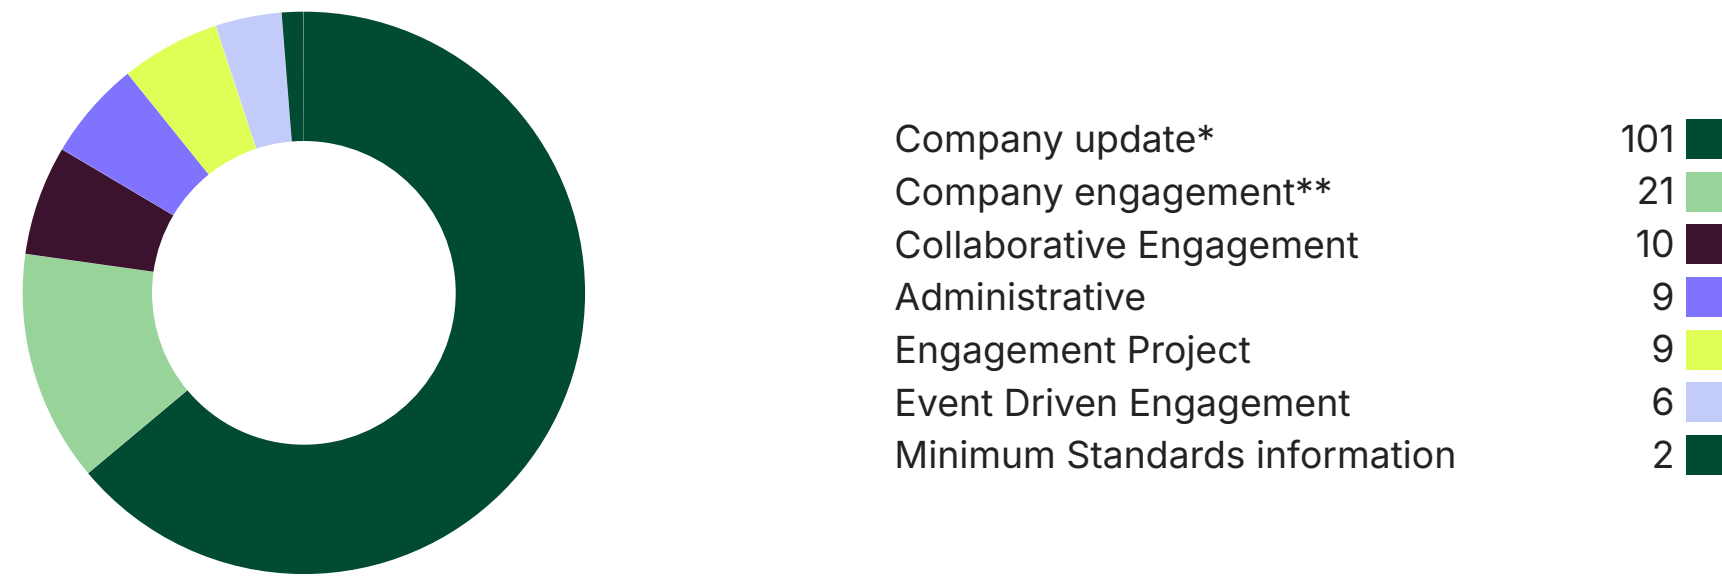 Company update* 101
Company engagement** 21
Collaborative Engagement 10
Administrative 9
Engagement Project 9
Event Driven Engagement 6
Minimum Standards information 2